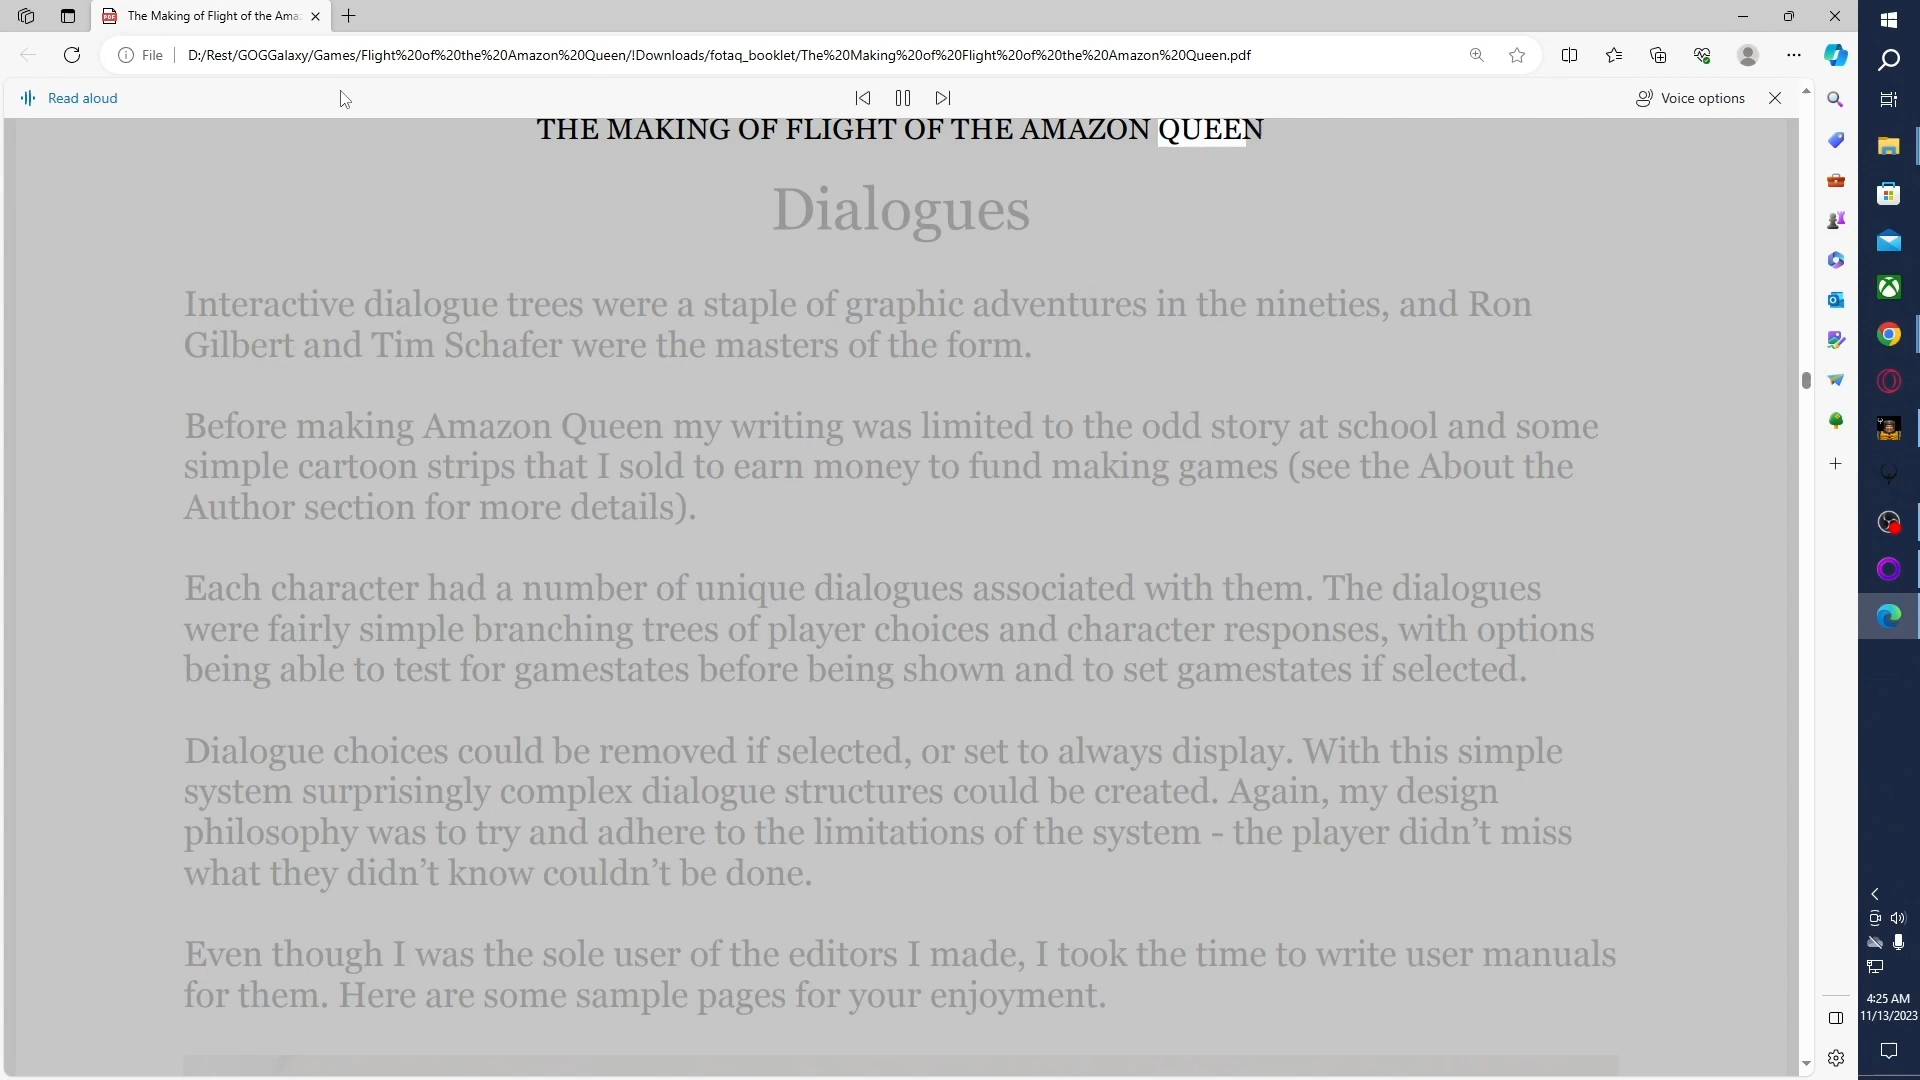 The Making of Flight of the Ama
File
D:/Rest/GOGGalaxy/Games/Flight%20of%20the%20Amazon%20Queen/!Downloads/fotaq_booklet/The%20Making%20of%20Flight%20of%20the%20Amazon%20Queen.pdf
Read aloud
Voice options
THE MAKING OF FLIGHT OF THE AMAZON QUEEN
Dialogues
Interactive dialogue trees were a staple of graphic adventures in the nineties, and Ron
Gilbert and Tim Schafer were the masters of the form.
Before making Amazon Queen my writing was limited to the odd story at school and some
simple cartoon strips that I sold to earn money to fund making games (see the About the
Author section for more details).
Each character had a number of unique dialogues associated with them. The dialogues
were fairly simple branching trees of player choices and character responses, with options
being able to test for gamestates before being shown and to set gamestates if selected.
Dialogue choices could be removed if selected, or set to always display. With this simple
system surprisingly complex dialogue structures could be created. Again, my design
philosophy was to try and adhere to the limitations of the system - the player didn’t miss
what they didn’t know couldn’t be done.
Even though I was the sole user of the editors I made, I took the time to write user manuals
for them. Here are some sample pages for your enjoyment.
4:25 AM
11/13/2023